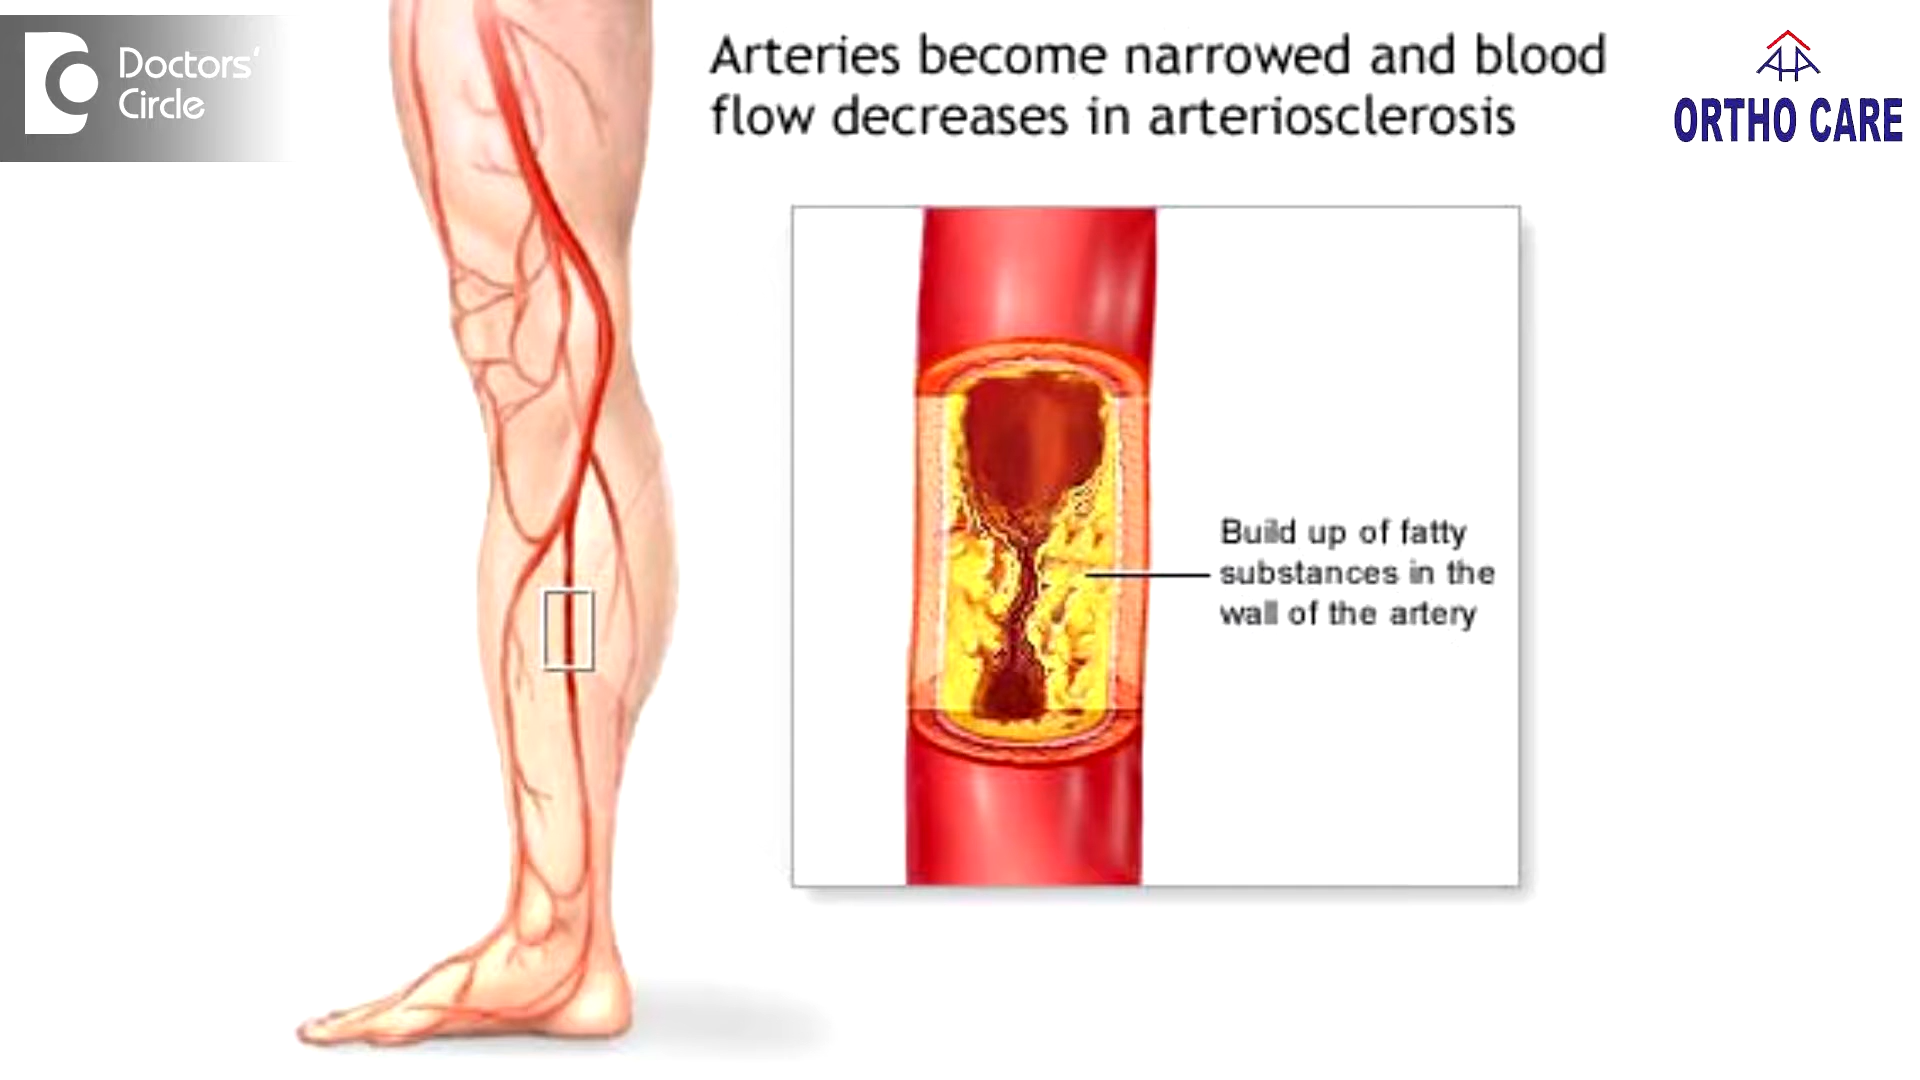 Doctors'
Circle
Arteries become narrowed and blood
flow decreases in arteriosclerosis
ORTHO CARE
Build up of fatty
substances in the
wall of the artery